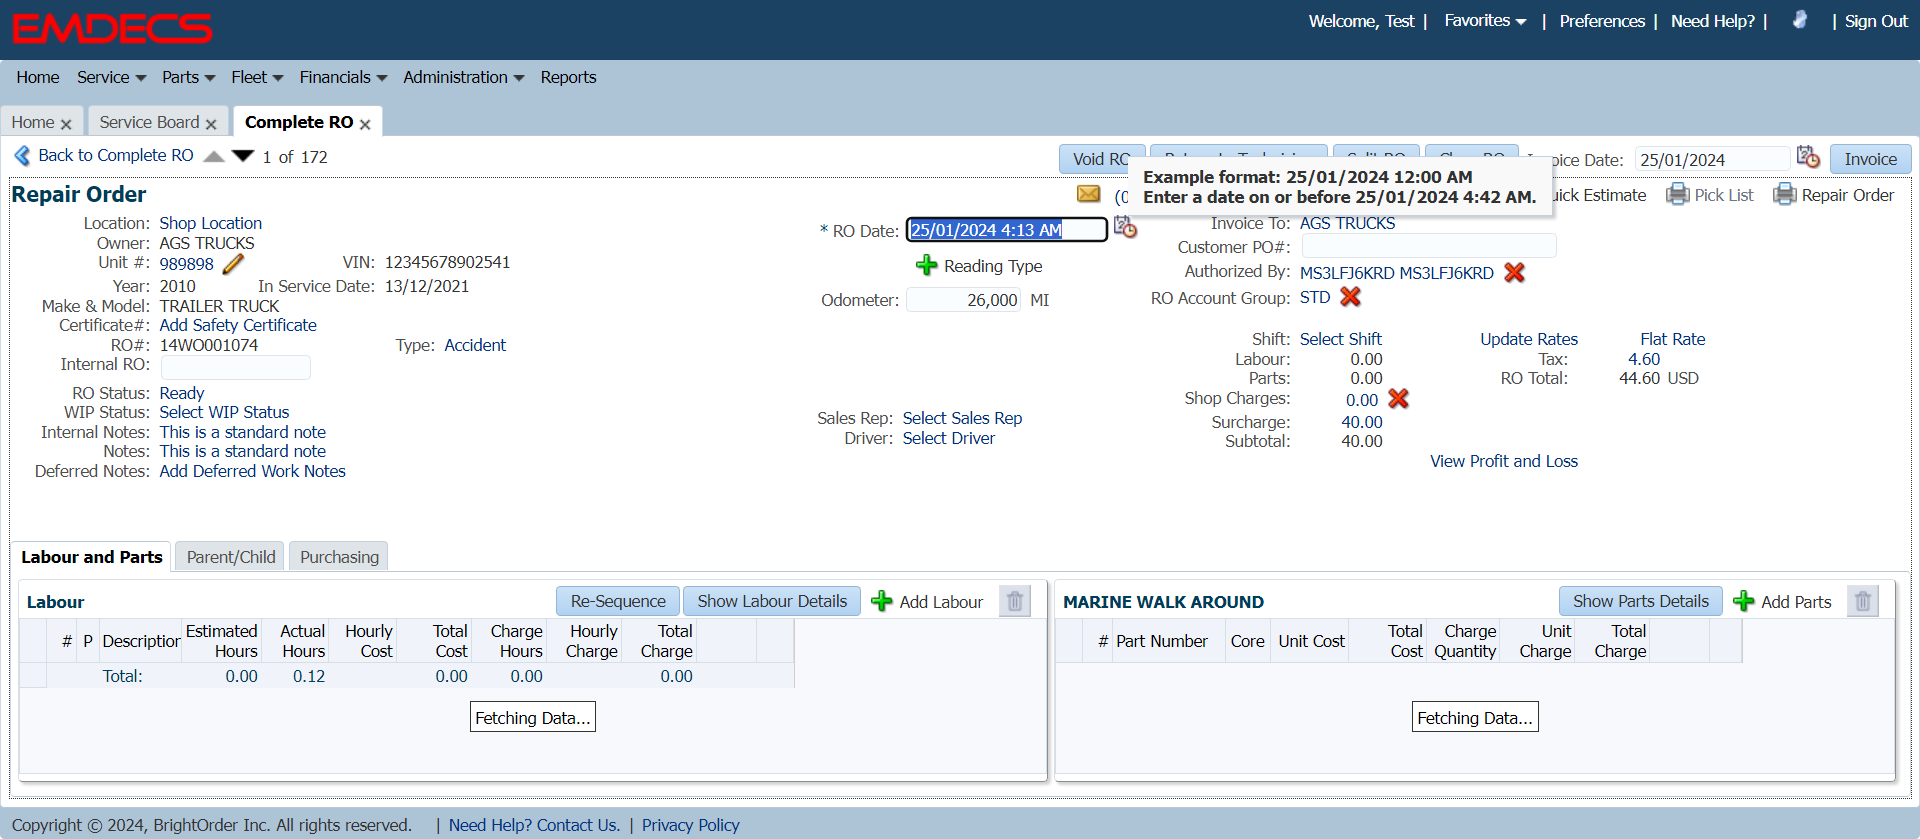 EMDECS
Welcome, Test | Favorites | Preferences | Need Help? | | Sign Out
Home Service Parts Fleet Financials Administration Reports
Home Service Board Complete RO
Back to Complete RO 1 of 172 Void RO Invoice Date: 25/01/2024 Invoice
Example format: 25/01/2024 12:00 AM
Enter a date on or before 25/01/2024 4:42 AM.
Repair Order (0 Estimate Pick List Repair Order
Location: Shop Location
Owner: AGS TRUCKS
Unit #: 989898 VIN: 12345678902541
Year: 2010 In Service Date: 13/12/2021
Make & Model: TRAILER TRUCK
Certificate#: Add Safety Certificate
RO#: 14WO001074 Type: Accident
Internal RO:
RO Status: Ready
WIP Status: Select WIP Status
Internal Notes: This is a standard note
Notes: This is a standard note
Deferred Notes: Add Deferred Work Notes
* RO Date: 25/01/2024 4:13 AM
Reading Type
Odometer: 26,000 MI
Sales Rep: Select Sales Rep
Driver: Select Driver
Invoice To: AGS TRUCKS
Customer PO#:
Authorized By: MS3LFJ6KRD MS3LFJ6KRD
RO Account Group: STD
Shift: Select Shift Update Rates Flat Rate
Labour: 0.00 Tax: 4.60
Parts: 0.00 RO Total: 44.60 USD
Shop Charges: 0.00
Surcharge: 40.00
Subtotal: 40.00
View Profit and Loss
Labour and Parts Parent/Child Purchasing
Labour Re-Sequence Show Labour Details Add Labour
# P Description Estimated Hours Actual Hours Hourly Cost Total Cost Charge Hours Hourly Charge Total Charge
Total: 0.00 0.12 0.00 0.00 0.00
Fetching Data...
MARINE WALK AROUND Show Parts Details Add Parts
# Part Number Core Unit Cost Total Cost Charge Quantity Unit Charge Total Charge
Fetching Data...
Copyright © 2024, BrightOrder Inc. All rights reserved. | Need Help? Contact Us. | Privacy Policy